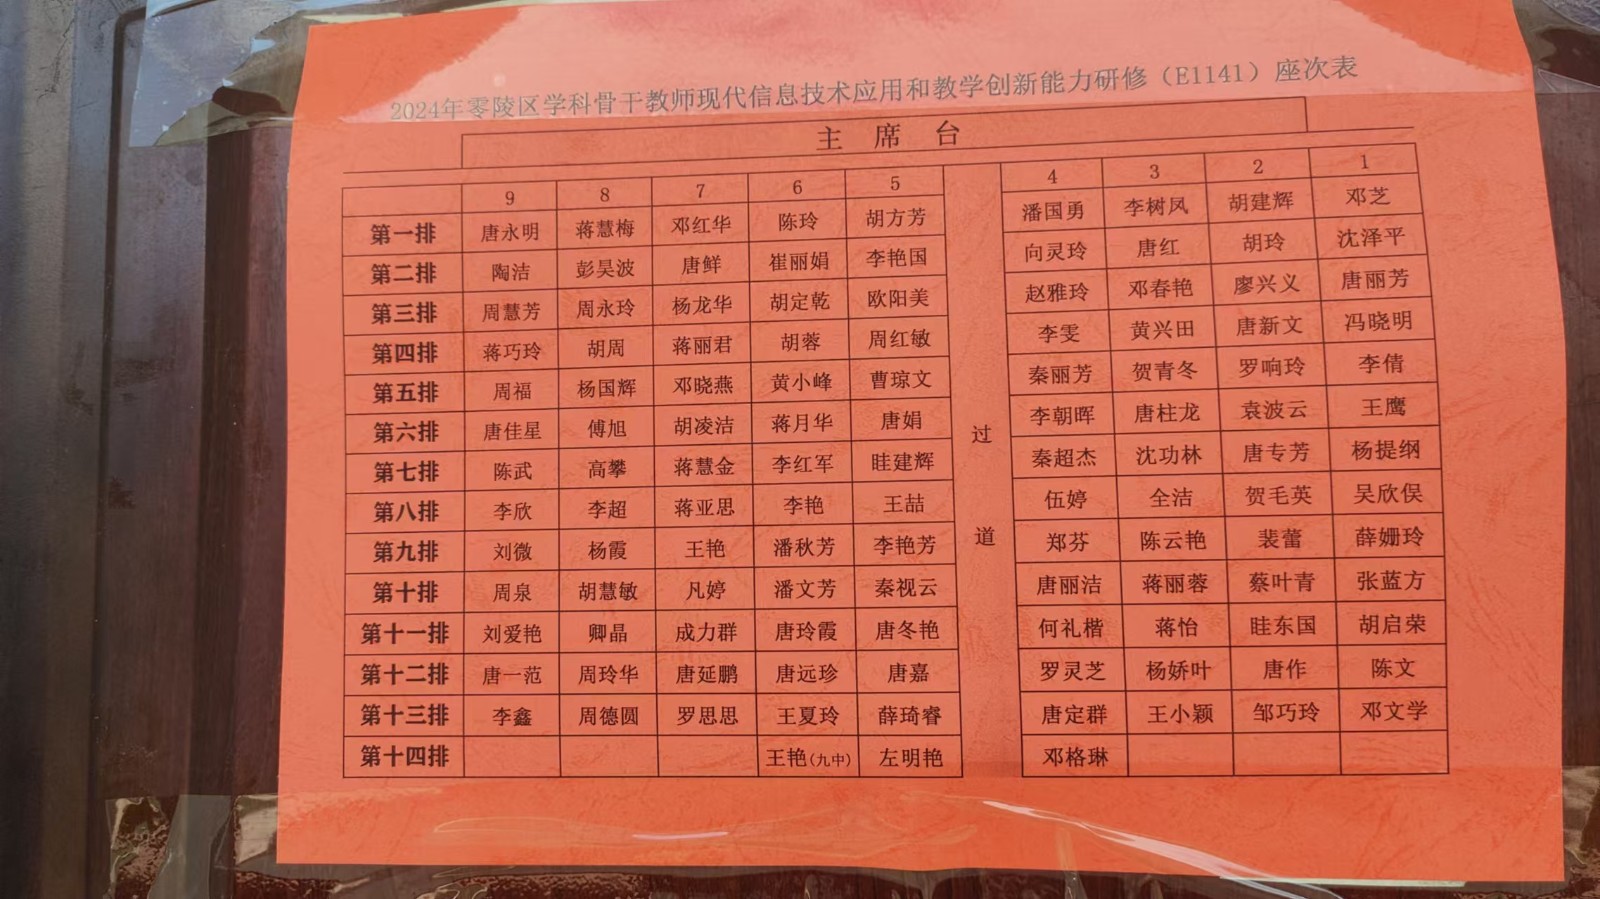 2024年零陵区学科骨干教师现代信息技术应用和教学创新能力研修（E1141）座次表
主 席 台
9 8 7 6 5 4 3 2 1
第一排 唐永明 蒋慧梅 邓红华 陈玲 胡方芳 潘国勇 李树凤 胡建辉 邓芝
第二排 陶洁 彭昊波 唐鲜 崔丽娟 李艳国 向灵玲 唐红 胡玲 沈泽平
第三排 周慧芳 周永玲 杨龙华 胡定乾 欧阳美 赵雅玲 邓春艳 廖兴义 唐丽芳
第四排 蒋巧玲 胡周 蒋丽君 胡蓉 周红敏 李雯 黄兴田 唐新文 冯晓明
第五排 周福 杨国辉 邓晓燕 黄小峰 曹琼文 秦丽芳 贺青冬 罗响玲 李倩
第六排 唐佳星 傅旭 胡凌洁 蒋月华 唐娟 李朝晖 唐柱龙 袁波云 王鹰
第七排 陈武 高攀 蒋慧金 李红军 眭建辉 秦超杰 沈功林 唐专芳 杨提纲
第八排 李欣 李超 蒋亚思 李艳 王喆 伍婷 全洁 贺毛英 吴欣俣
第九排 刘微 杨霞 王艳 潘秋芳 李艳芳 郑芬 陈云艳 裴蕾 薛姗玲
第十排 周泉 胡慧敏 凡婷 潘文芳 秦视云 唐丽洁 蒋丽蓉 蔡叶青 张蓝方
第十一排 刘爱艳 卿晶 成力群 唐玲霞 唐冬艳 何礼楷 蒋怡 眭东国 胡启荣
第十二排 唐一范 周玲华 唐延鹏 唐远珍 唐嘉 罗灵芝 杨娇叶 唐作 陈文
第十三排 李鑫 周德圆 罗思思 王夏玲 薛琦睿 唐定群 王小颖 邹巧玲 邓文学
第十四排 王艳(九中) 左明艳 邓格琳
过
道